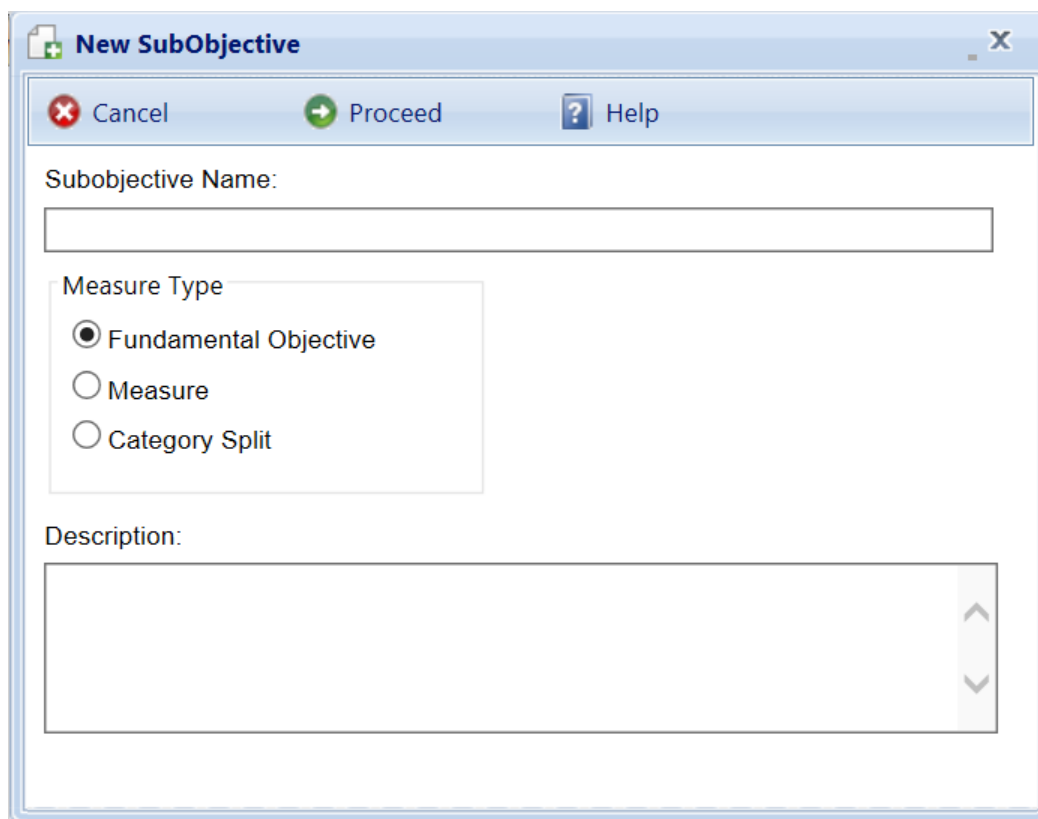 New SubObjective
Cancel Proceed Help
Subobjective Name:
Measure Type
Fundamental Objective
Measure
Category Split
Description: